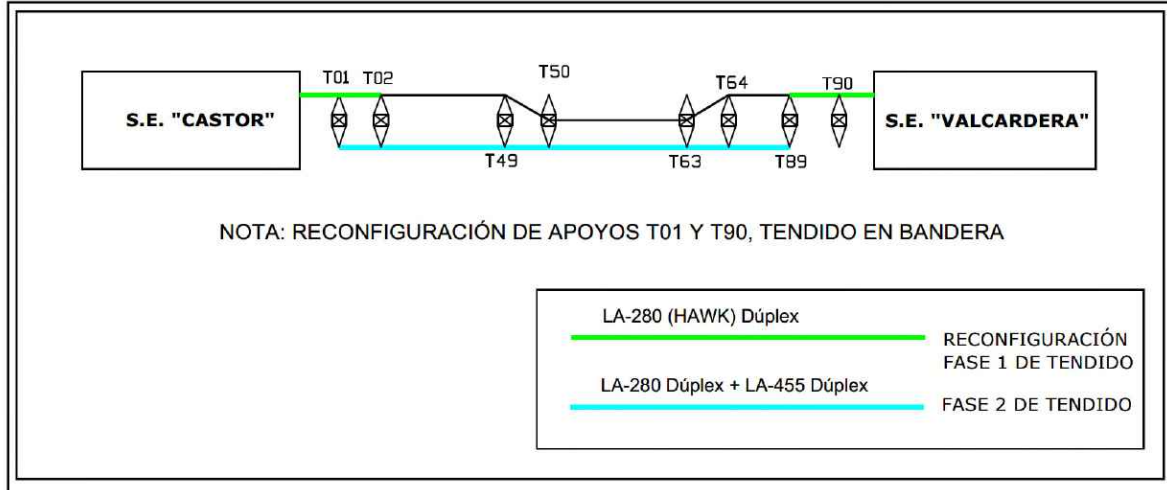 T01 T02 T50 T64 T90
S.E. "CASTOR"
S.E. "VALCARDERA"
T49 T63 T89
NOTA: RECONFIGURACIÓN DE APOYOS T01 Y T90, TENDIDO EN BANDERA
LA-280 (HAWK) Dúplex
RECONFIGURACIÓN
FASE 1 DE TENDIDO
LA-280 Dúplex + LA-455 Dúplex
FASE 2 DE TENDIDO